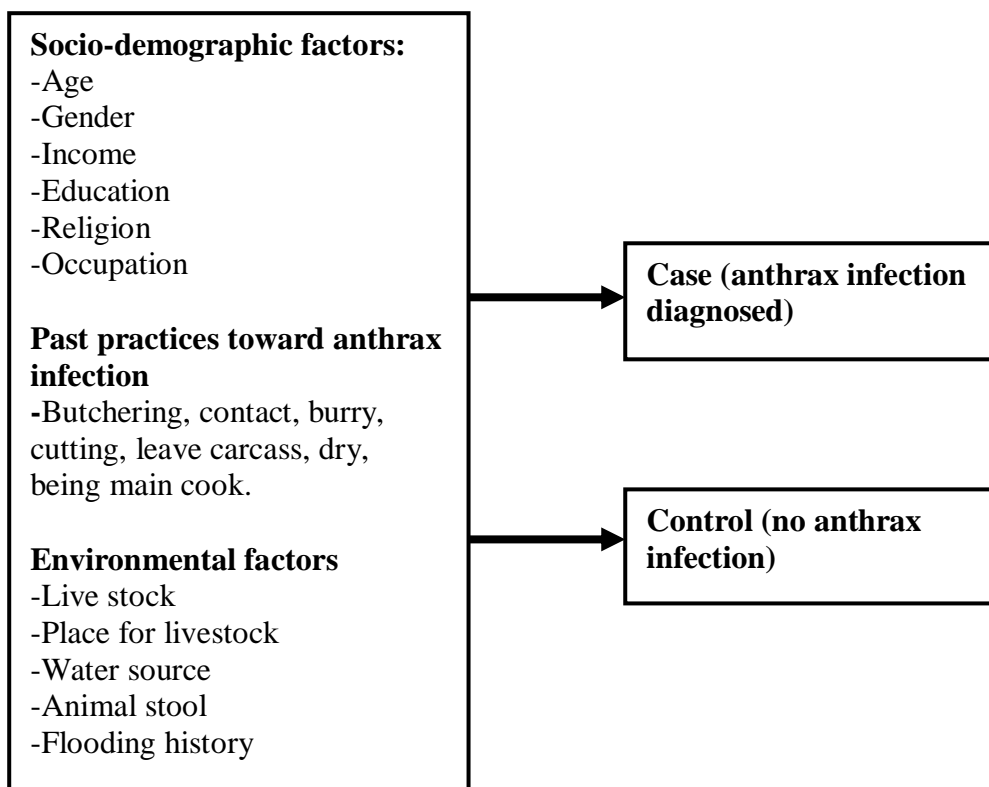 Socio-demographic factors:
-Age
-Gender
-Income
-Education
-Religion
-Occupation
Past practices toward anthrax
infection
-Butchering, contact, burry,
cutting, leave carcass, dry,
being main cook.
Environmental factors
-Live stock
-Place for livestock
-Water source
-Animal stool
-Flooding history
Case (anthrax infection
diagnosed)
Control (no anthrax
infection)